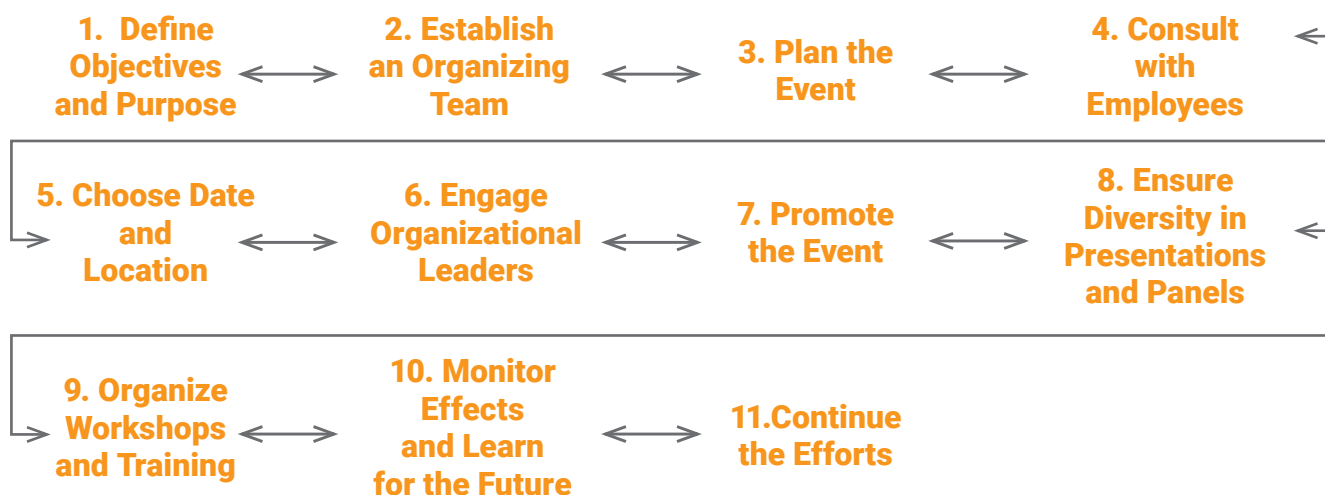 1. Define
Objectives
and Purpose
2. Establish
an Organizing
Team
3. Plan the
Event
4. Consult
with
Employees
5. Choose Date
and
Location
6. Engage
Organizational
Leaders
7. Promote
the Event
8. Ensure
Diversity in
Presentations
and Panels
9. Organize
Workshops
and Training
10. Monitor
Effects
and Learn
for the Future
11.Continue
the Efforts